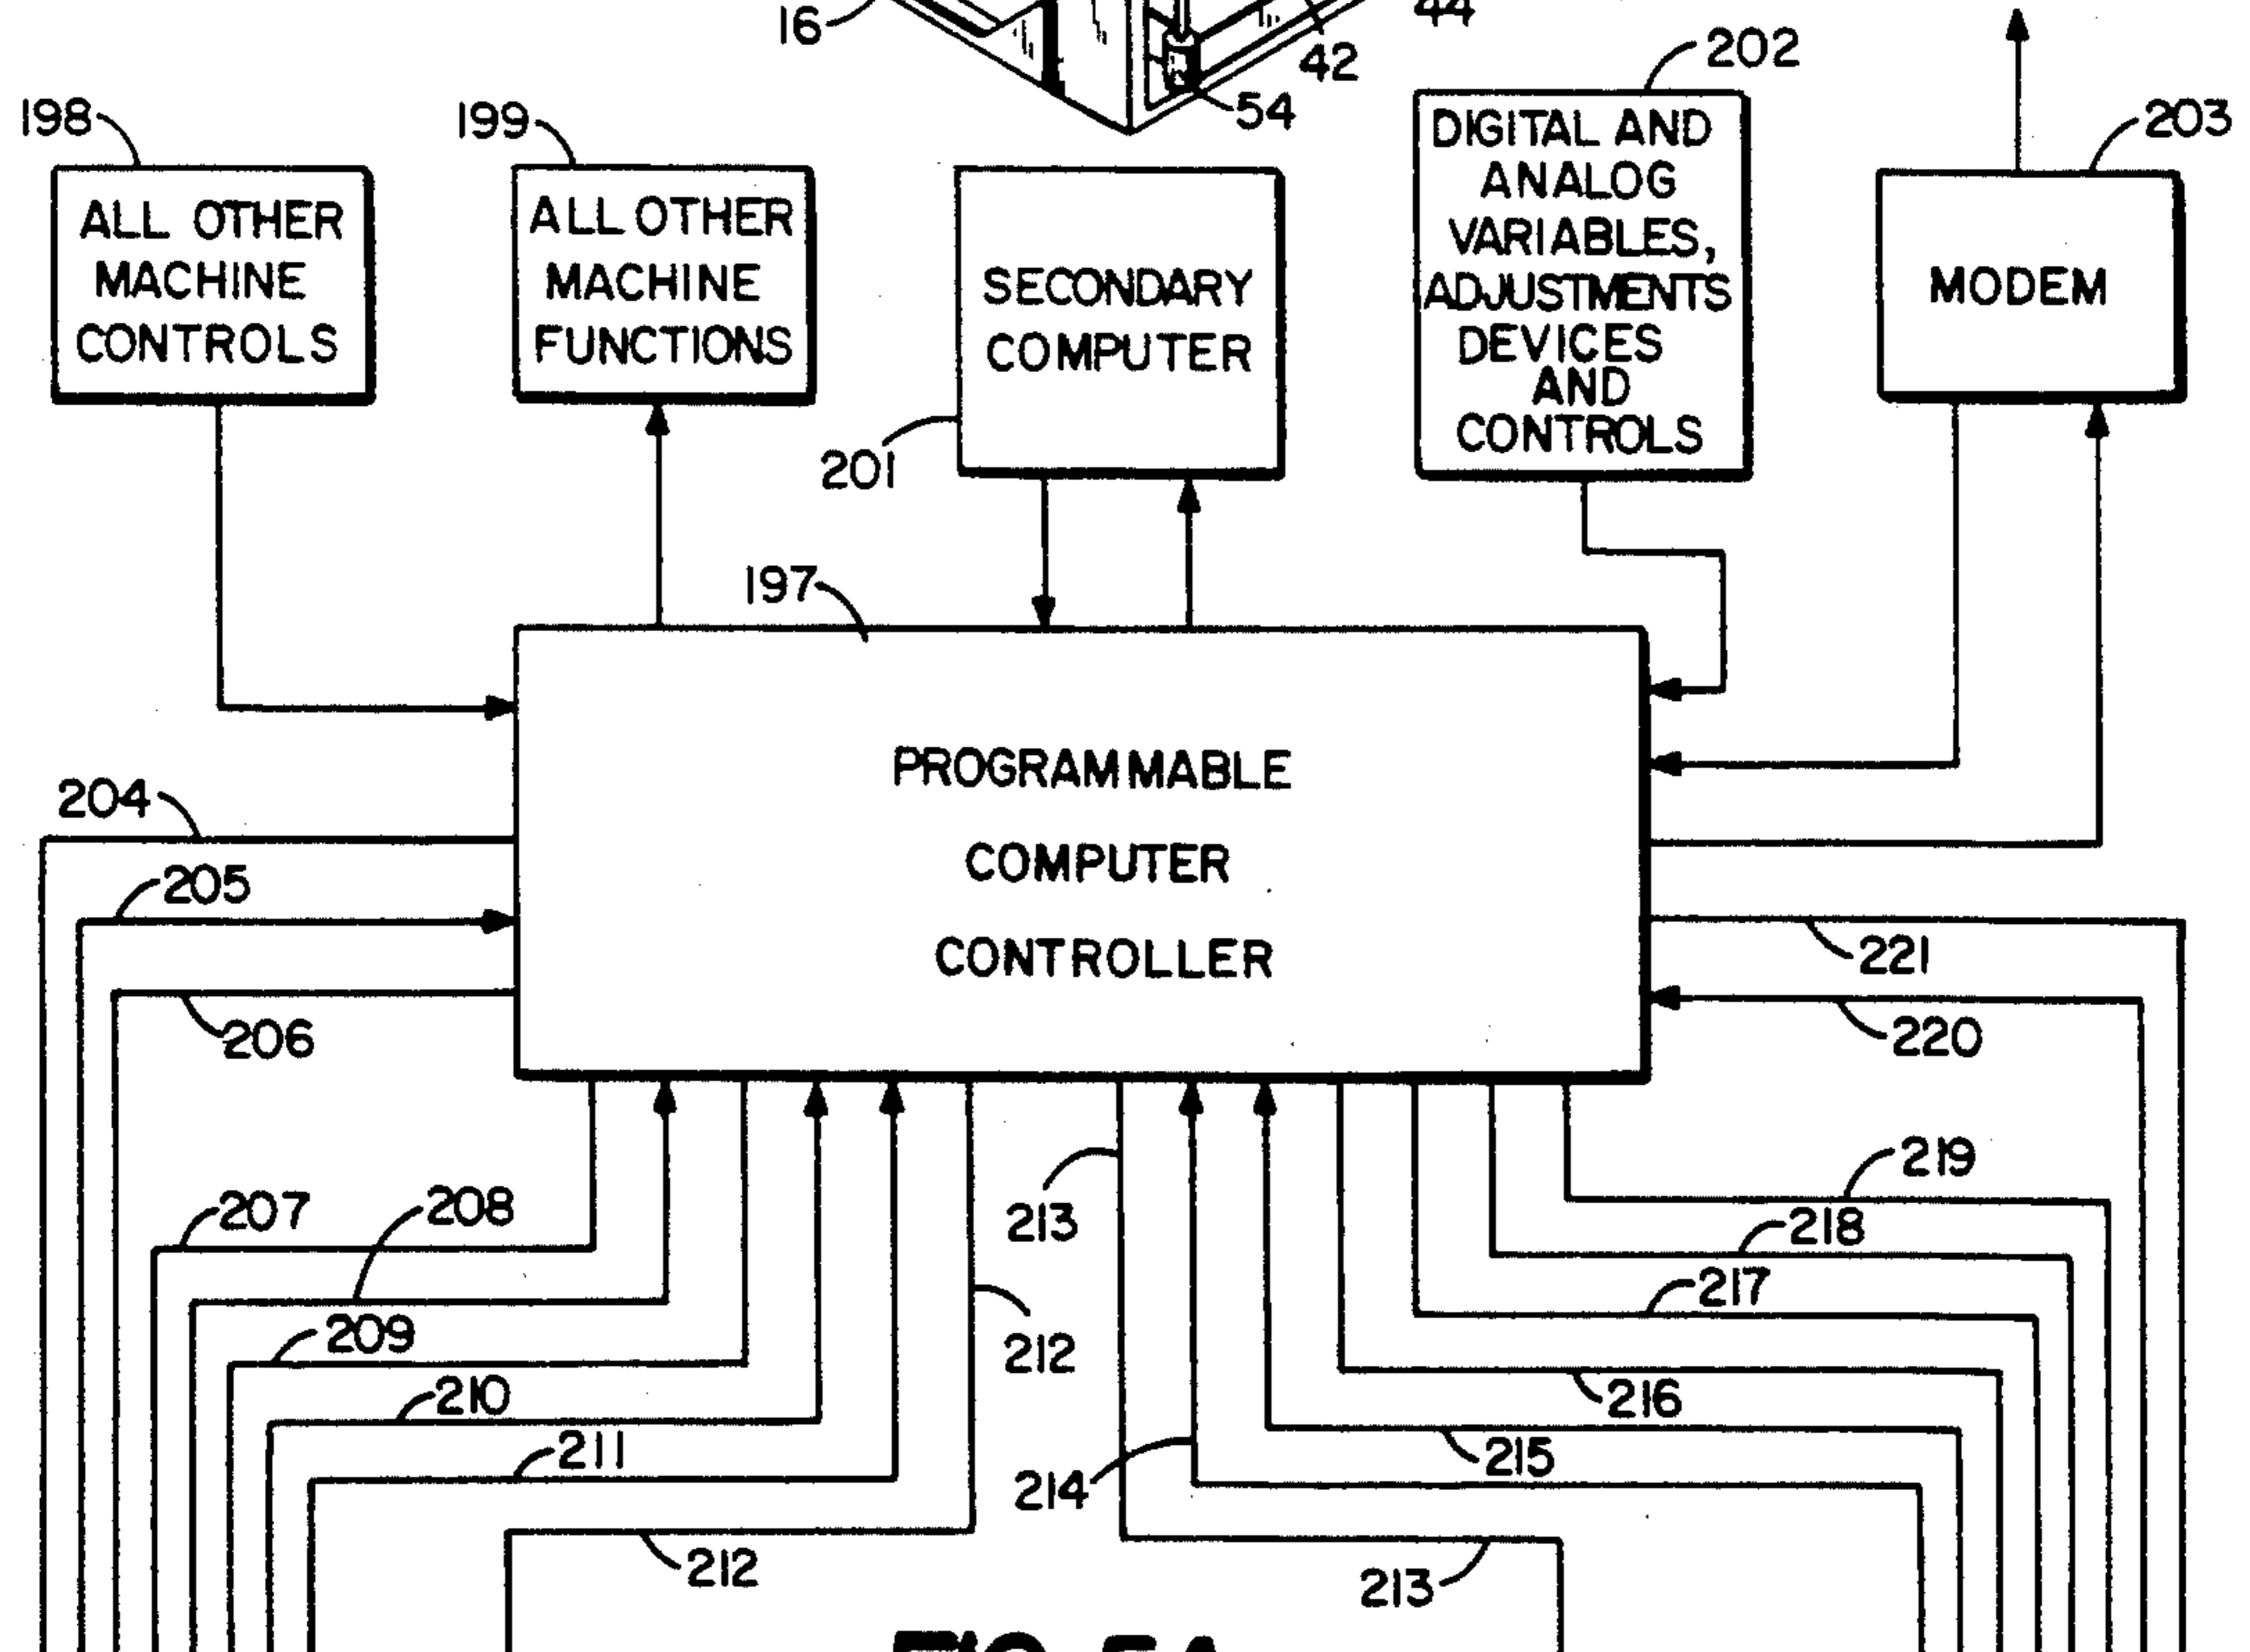 16
44
42
54
202
198
199
203
DIGITAL AND
ANALOG
VARIABLES,
ADJUSTMENTS
DEVICES
AND
CONTROLS
ALL OTHER
MACHINE
CONTROLS
ALL OTHER
MACHINE
FUNCTIONS
SECONDARY
COMPUTER
MODEM
201
197
PROGRAMMABLE
COMPUTER
CONTROLLER
204
205
206
221
220
207
208
213
219
218
209
212
217
210
216
211
214
215
212
213